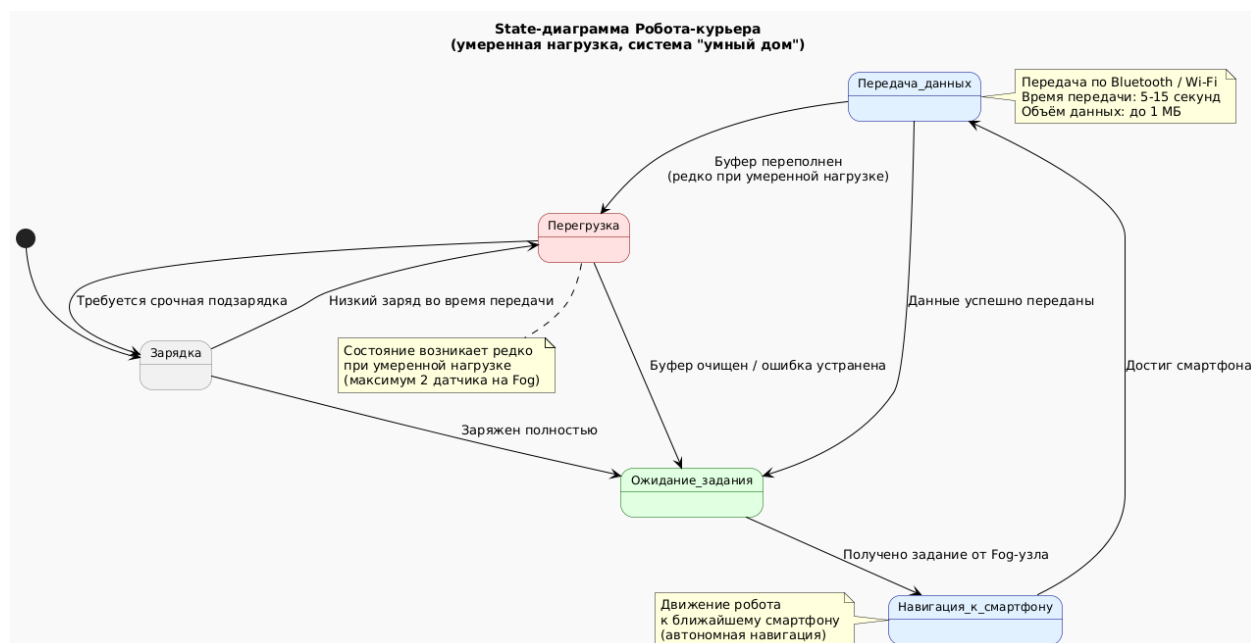 State-диаграмма Робота-курьера
(умеренная нагрузка, система "умный дом")
Передача_данных
Передача по Bluetooth / Wi-Fi
Время передачи: 5-15 секунд
Объём данных: до 1 МБ
Буфер переполнен
(редко при умеренной нагрузке)
Перегрузка
Требуется срочная подзарядка
Низкий заряд во время передачи
Данные успешно переданы
Зарядка
Состояние возникает редко
при умеренной нагрузке
(максимум 2 датчика на Fog)
Буфер очищен / ошибка устранена
Достиг смартфона
Заряжен полностью
Ожидание_задания
Получено задание от Fog-узла
Движение робота
к ближайшему смартфону
(автономная навигация)
Навигация_к_смартфону